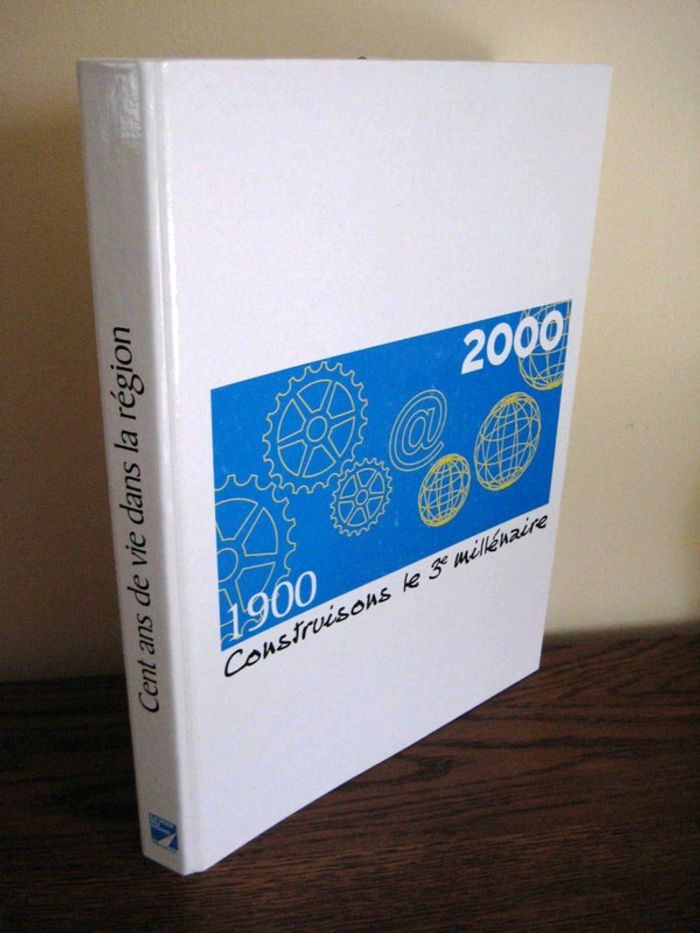 Cent ans de vie dans la région
2000
@
1900
Construisons le 3e millénaire